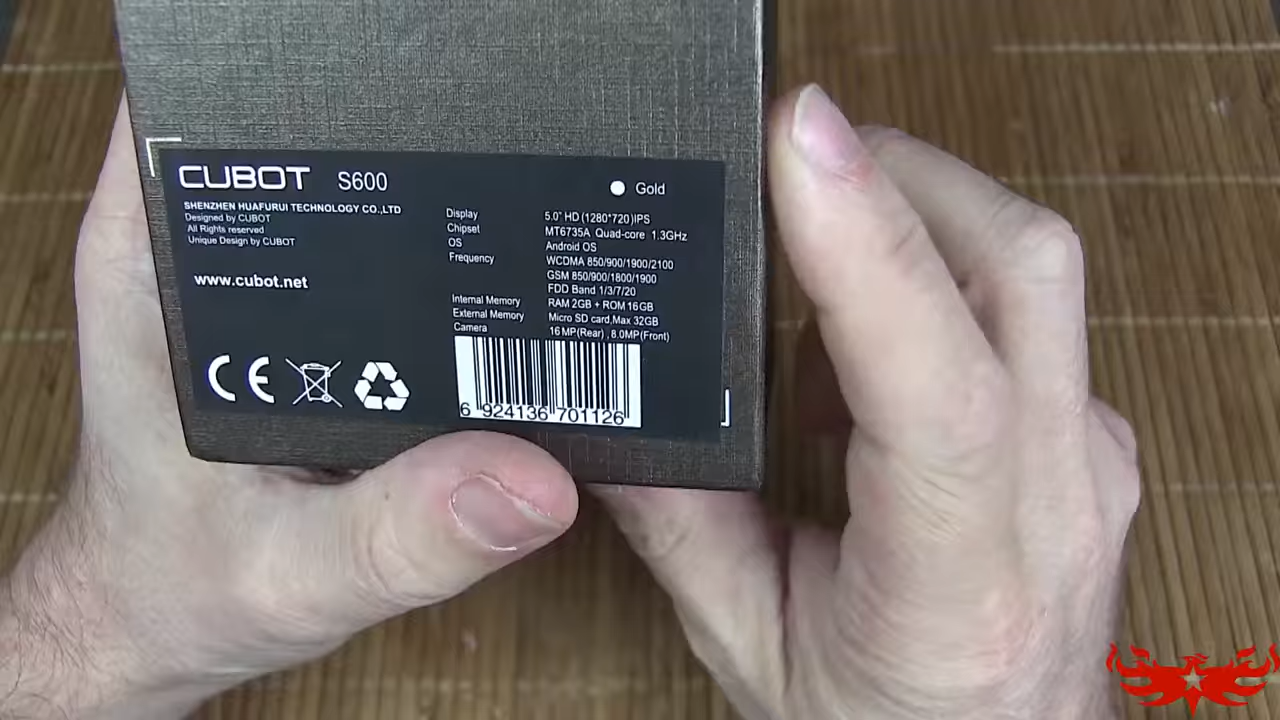 CUBOT S600
Gold
SHENZHEN HUAFURUI TECHNOLOGY CO.,LTD
Designed by CUBOT
All Rights reserved
Unique Design by CUBOT
www.cubot.net
Display 5.0" HD (1280*720)IPS
Chipset MT6735A Quad-core 1.3GHz
OS Android OS
Frequency WCDMA 850/900/1900/2100
GSM 850/900/1800/1900
FDD Band 1/3/7/20
Internal Memory RAM 2GB + ROM 16GB
External Memory Micro SD card,Max 32GB
Camera 16MP(Rear) ,8.0MP(Front)
CE
6 924136 701126